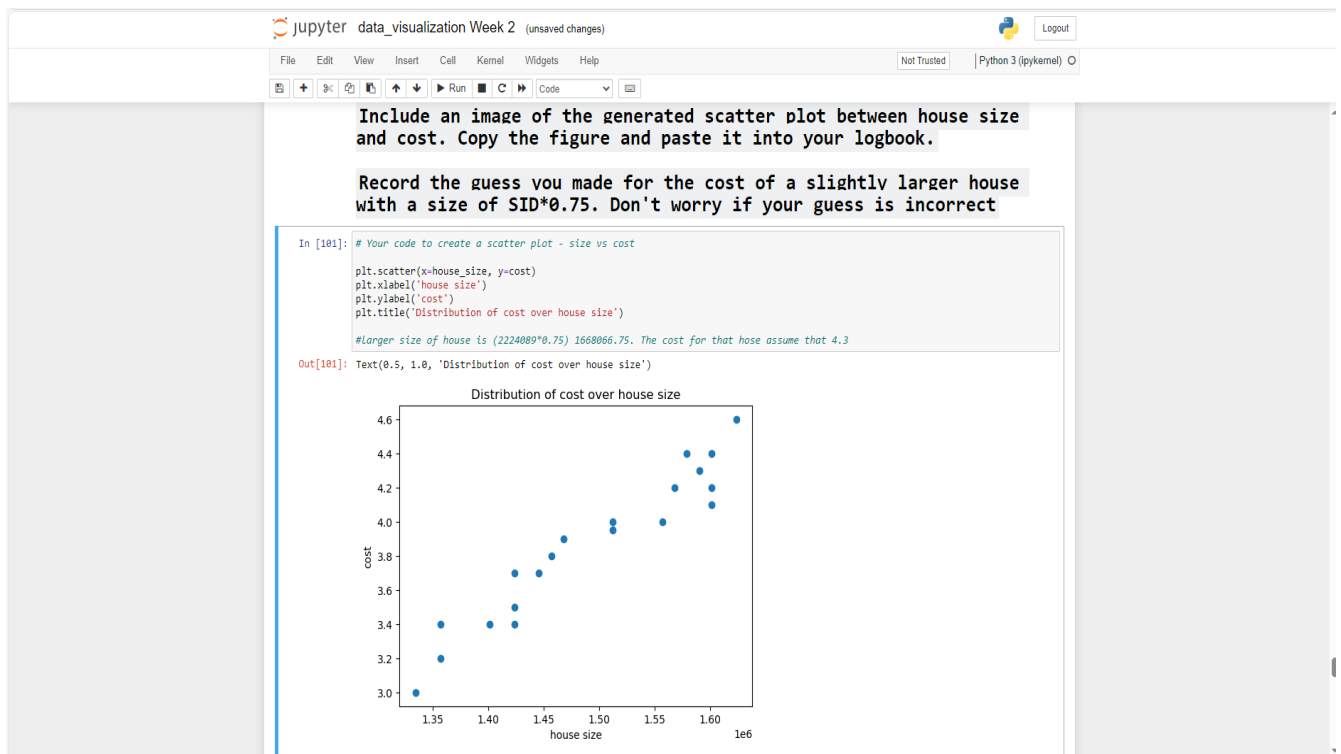 jupyter data_visualization Week 2 (unsaved changes)
Logout
File Edit View Insert Cell Kernel Widgets Help
Not Trusted
Python 3 (ipykernel)
Run
Code
Include an image of the generated scatter plot between house size
and cost. Copy the figure and paste it into your logbook.
Record the guess you made for the cost of a slightly larger house
with a size of SID*0.75. Don't worry if your guess is incorrect
In [101]:
# Your code to create a scatter plot - size vs cost
plt.scatter(x=house_size, y=cost)
plt.xlabel('house size')
plt.ylabel('cost')
plt.title('Distribution of cost over house size')
#Larger size of house is (2224089*0.75) 1668066.75. The cost for that hose assume that 4.3
Out[101]: Text(0.5, 1.0, 'Distribution of cost over house size')
Distribution of cost over house size
4.6
4.4
4.2
4.0
3.8
3.6
3.4
3.2
3.0
cost
1.35 1.40 1.45 1.50 1.55 1.60
house size
1e6